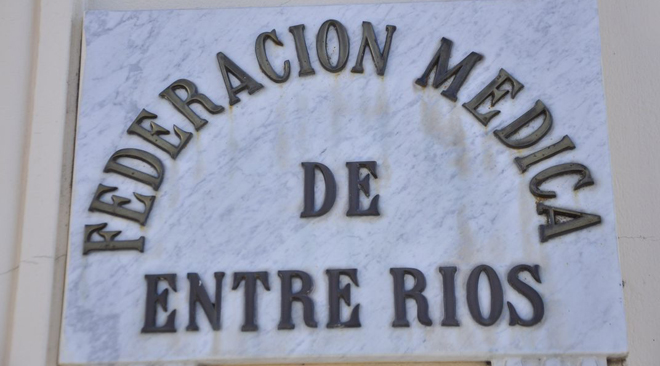 FEDERACION MEDICA
DE
ENTRE RIOS